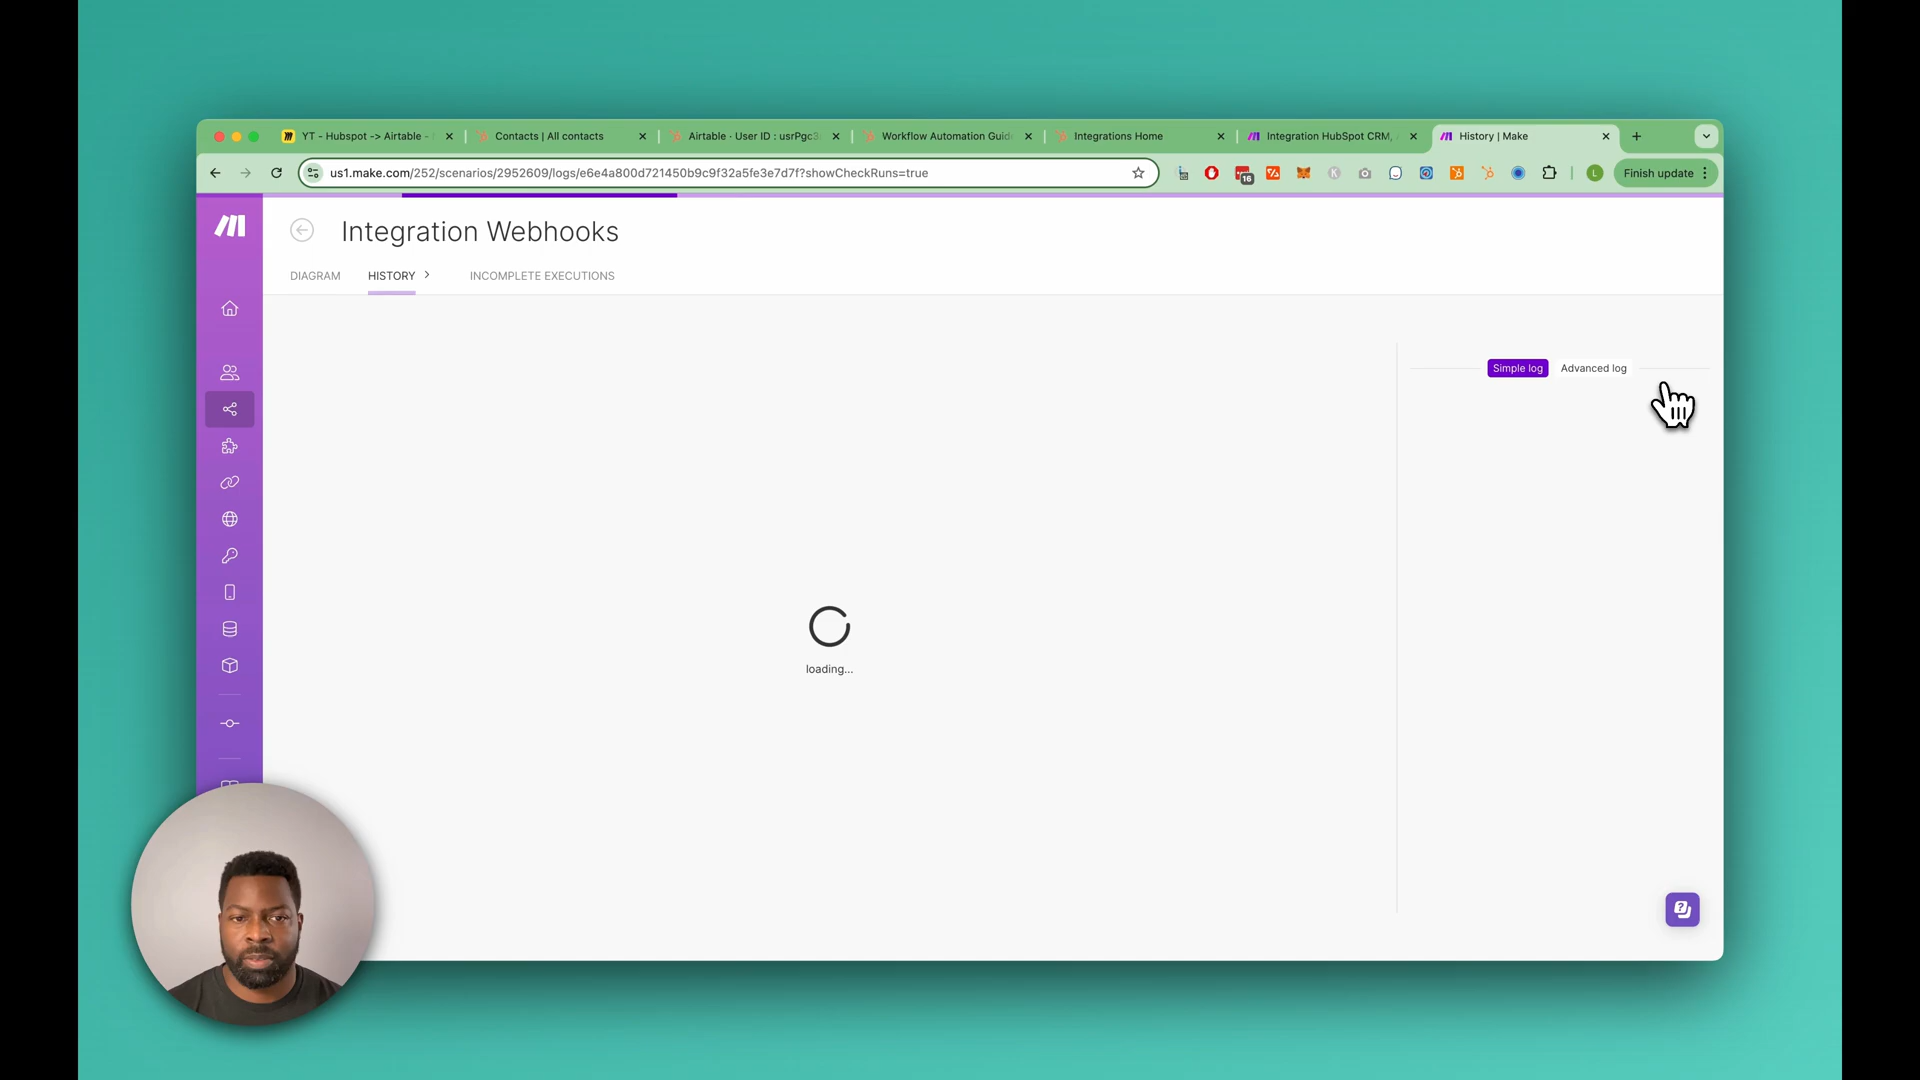 YT - Hubspot -> Airtable -
Contacts | All contacts
Airtable · User ID : usrPgc3
Workflow Automation Guid
Integrations Home
Integration HubSpot CRM,
History | Make
us1.make.com/252/scenarios/2952609/logs/e6e4a800d721450b9c9f32a5fe3e7d7f?showCheckRuns=true
16
K
L
Finish update
Integration Webhooks
DIAGRAM
HISTORY
INCOMPLETE EXECUTIONS
Simple log
Advanced log
loading...